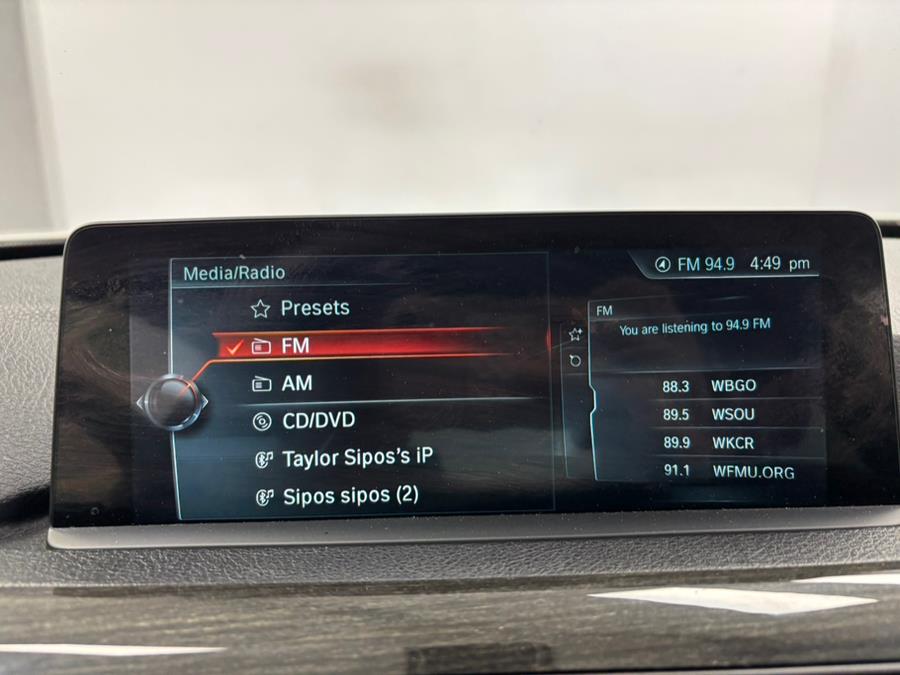 Media/Radio
FM 94.9 4:49 pm
Presets
FM
AM
CD/DVD
Taylor Sipos's iP
Sipos sipos (2)
FM
You are listening to 94.9 FM
88.3 WBGO
89.5 WSOU
89.9 WKCR
91.1 WFMU.ORG